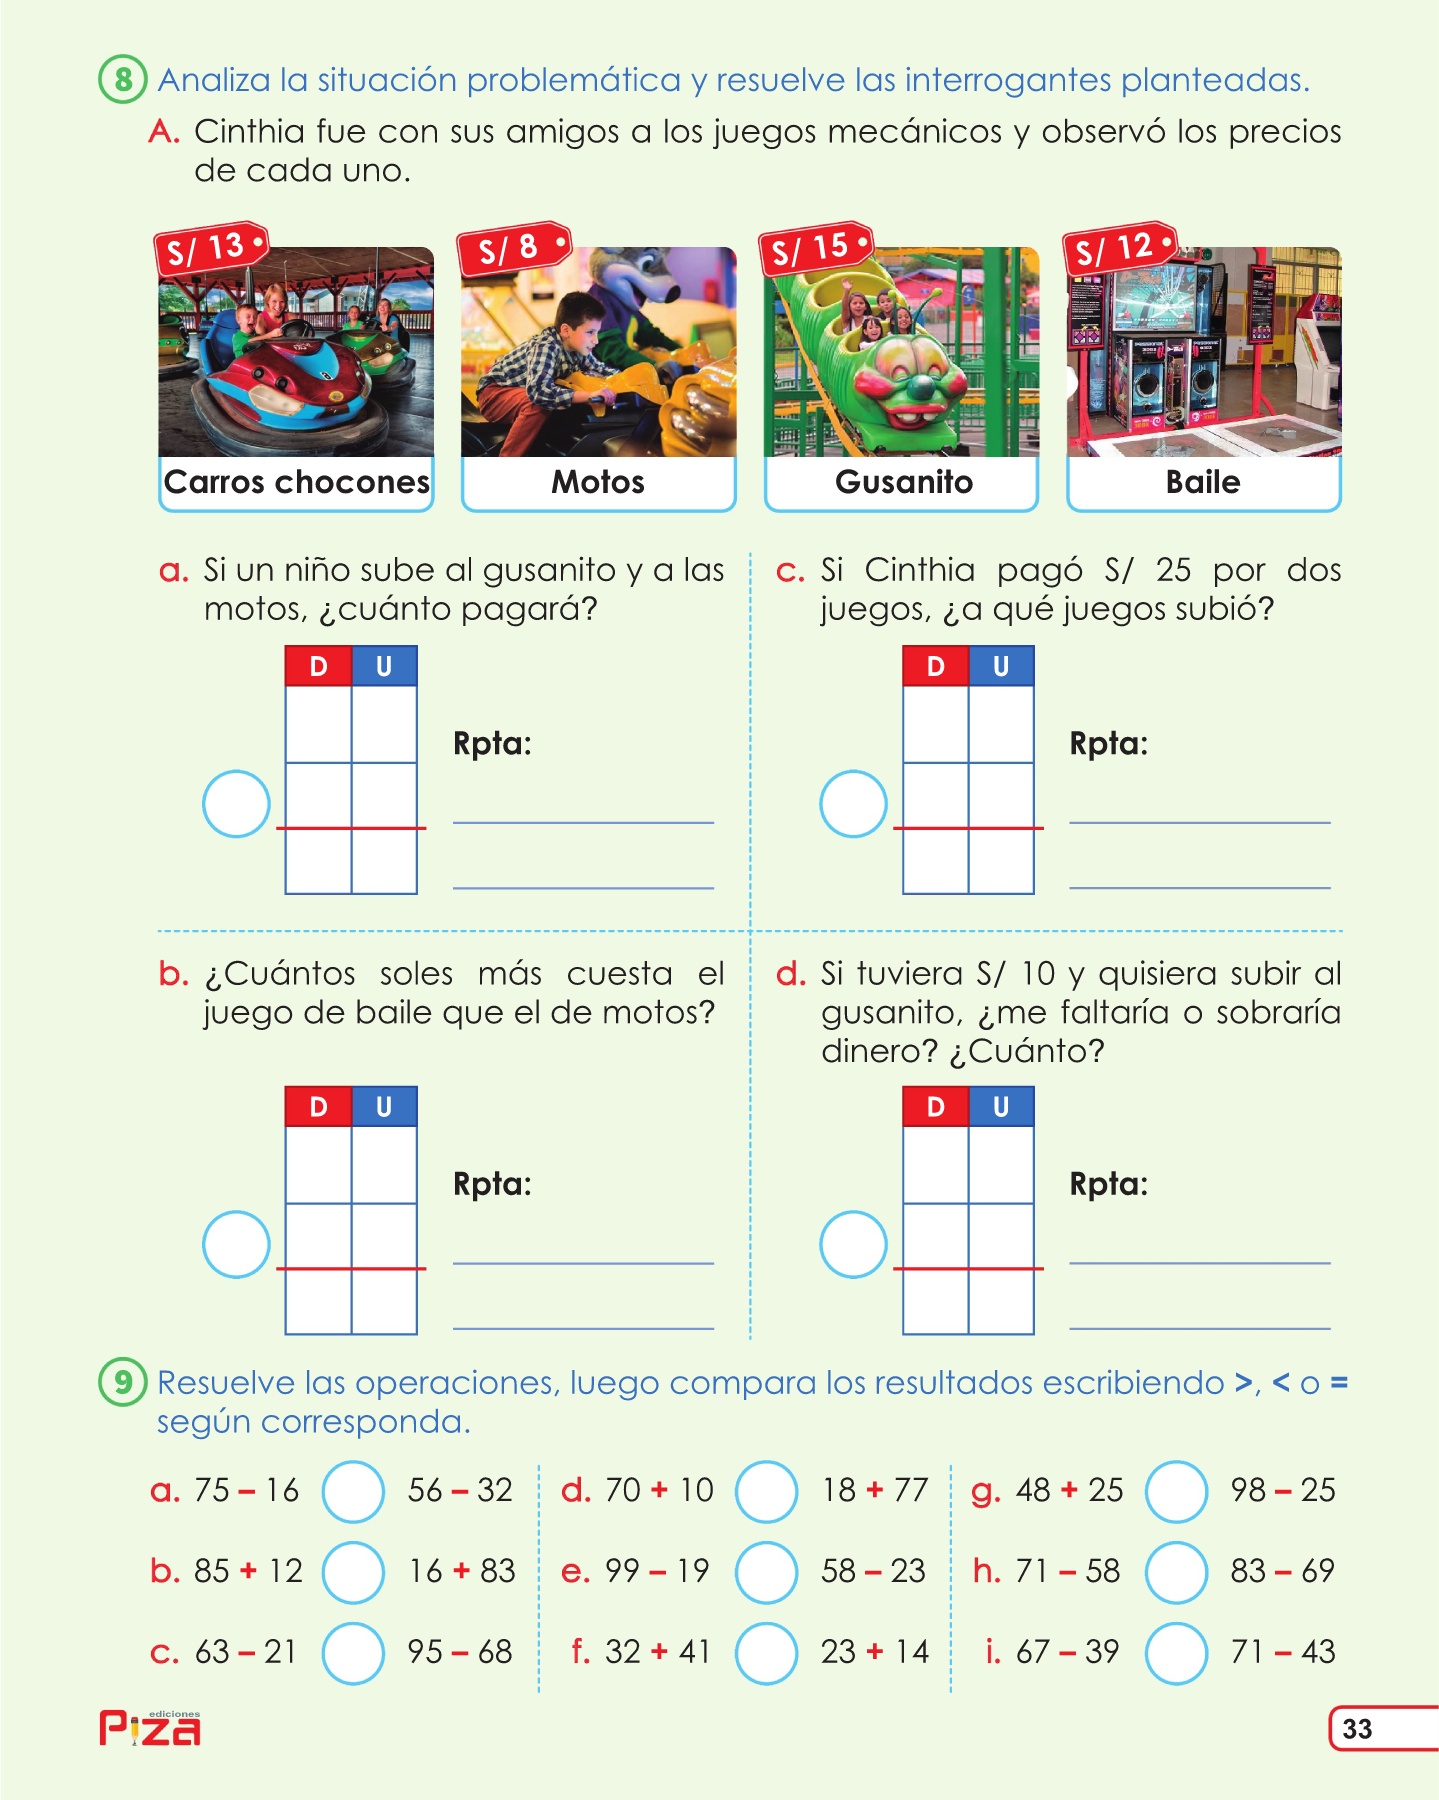 8 Analiza la situación problemática y resuelve las interrogantes planteadas.
A. Cinthia fue con sus amigos a los juegos mecánicos y observó los precios
de cada uno.
S/ 13
S/ 8
S/ 15
S/ 12
Carros chocones
Motos
Gusanito
Baile
a. Si un niño sube al gusanito y a las
motos, ¿cuánto pagará?
D U
Rpta:
c. Si Cinthia pagó S/ 25 por dos
juegos, ¿a qué juegos subió?
D U
Rpta:
b. ¿Cuántos soles más cuesta el
juego de baile que el de motos?
D U
Rpta:
d. Si tuviera S/ 10 y quisiera subir al
gusanito, ¿me faltaría o sobraría
dinero? ¿Cuánto?
D U
Rpta:
9 Resuelve las operaciones, luego compara los resultados escribiendo >, < o =
según corresponda.
a. 75 – 16 56 – 32
b. 85 + 12 16 + 83
c. 63 – 21 95 – 68
d. 70 + 10 18 + 77
e. 99 – 19 58 – 23
f. 32 + 41 23 + 14
g. 48 + 25 98 – 25
h. 71 – 58 83 – 69
i. 67 – 39 71 – 43
ediciones
Piza
33